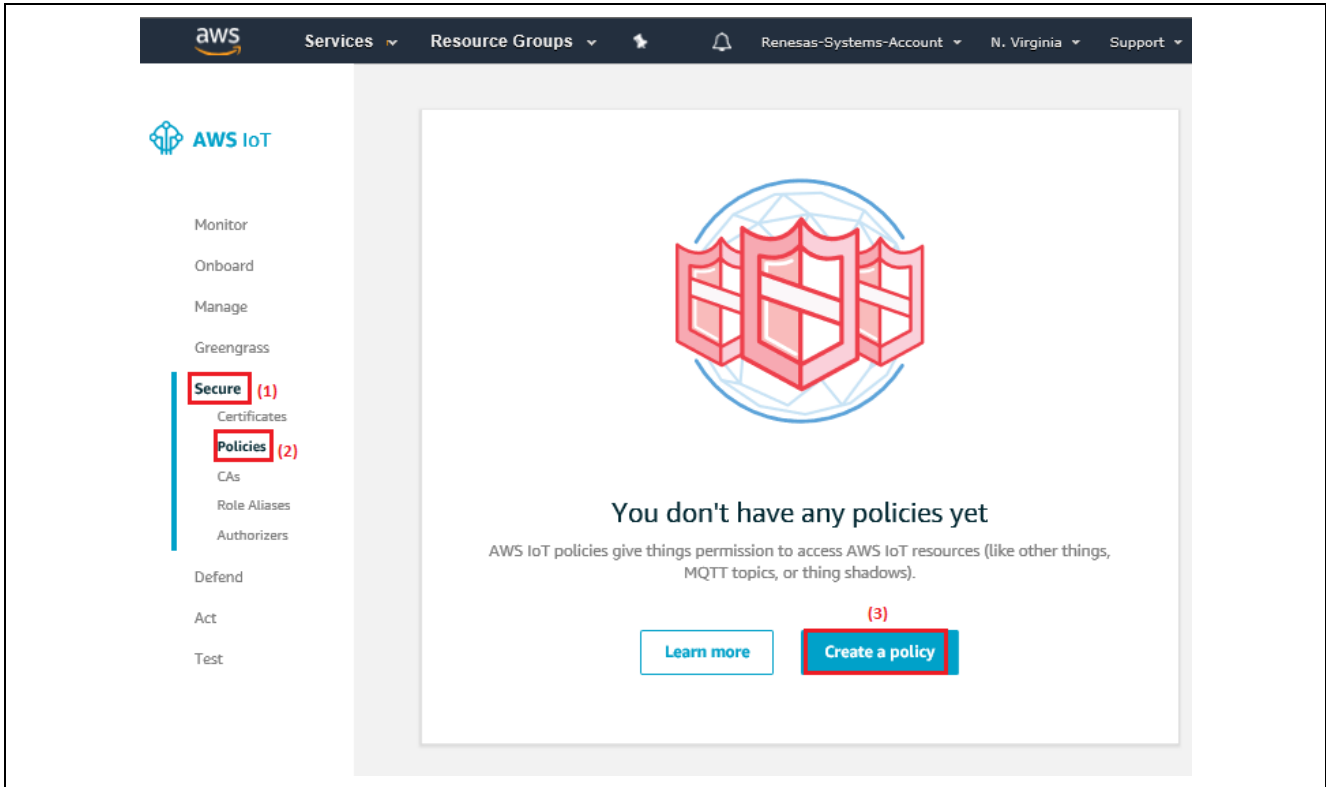 aws Services Resource Groups Renesas-Systems-Account N. Virginia Support
AWS IoT
Monitor
Onboard
Manage
Greengrass
Secure (1)
Certificates
Policies (2)
CAs
Role Aliases
Authorizers
Defend
Act
Test
You don't have any policies yet
AWS IoT policies give things permission to access AWS IoT resources (like other things,
MQTT topics, or thing shadows).
(3)
Learn more Create a policy